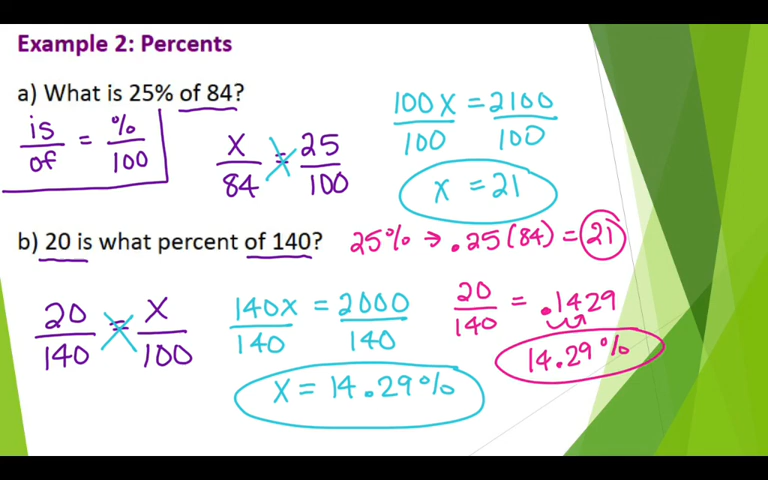 Example 2: Percents
a) What is 25% of 84?
is/of = %/100
x/84 = 25/100
100x/100 = 2100/100
x = 21
25% → .25(84) = 21
b) 20 is what percent of 140?
20/140 = x/100
140x/140 = 2000/140
x = 14.29%
20/140 = .1429
14.29%